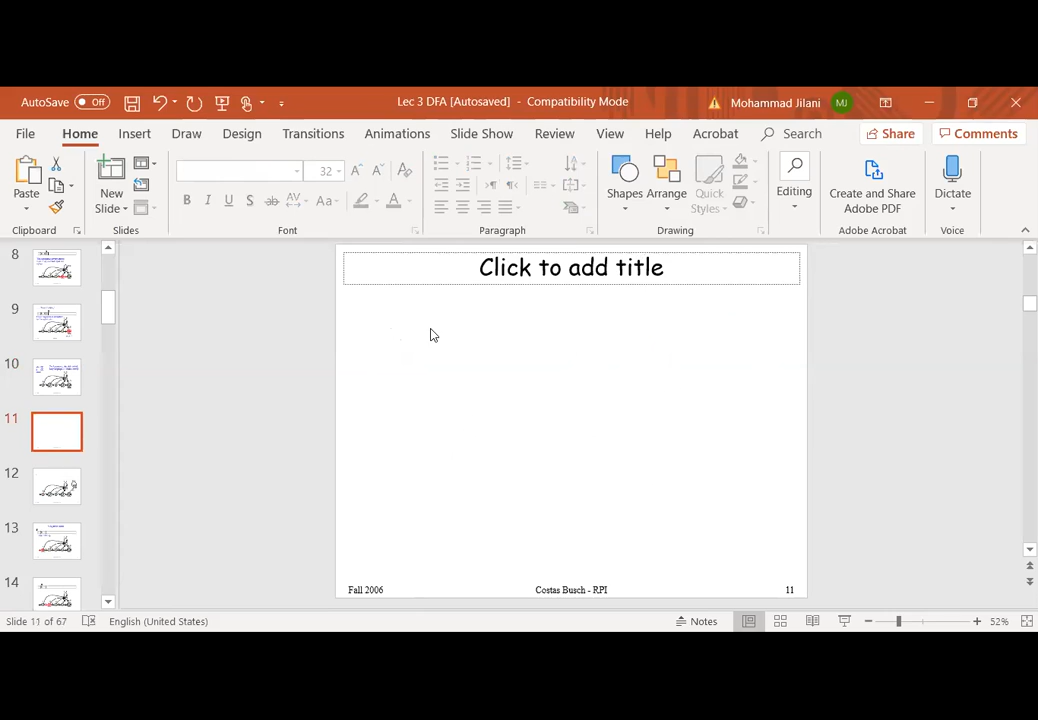 AutoSave Off Lec 3 DFA [Autosaved] - Compatibility Mode Mohammad Jilani MJ
File Home Insert Draw Design Transitions Animations Slide Show Review View Help Acrobat Search Share Comments
32
Paste New Slide Aa A Shapes Arrange Quick Styles Editing Create and Share Adobe PDF Dictate
Clipboard Slides Font Paragraph Drawing Adobe Acrobat Voice
8
9
10
11
12
13
14
Click to add title
Fall 2006 Costas Busch - RPI 11
Slide 11 of 67 English (United States) Notes 52%